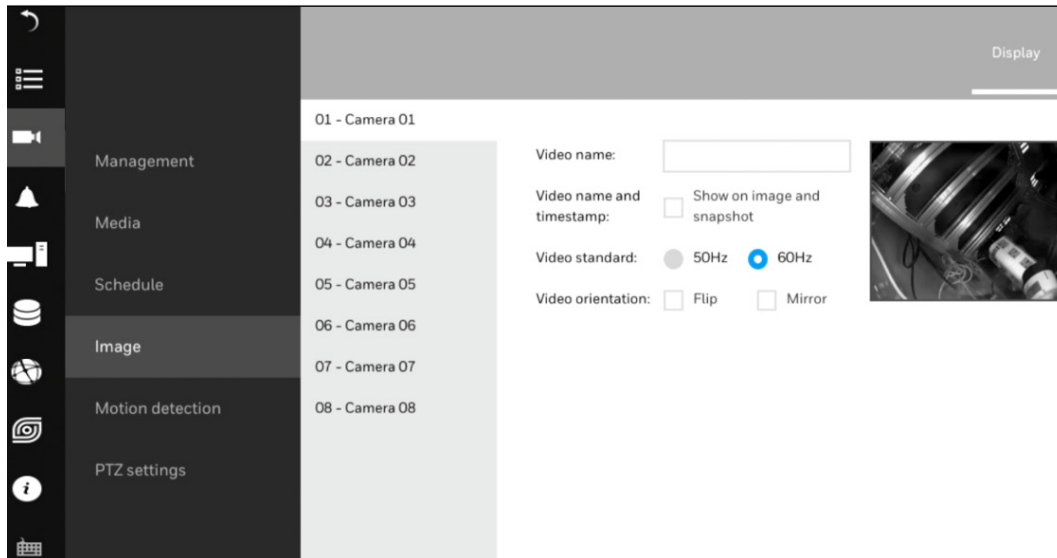 Display
Management
Media
Schedule
Image
Motion detection
PTZ settings
01 - Camera 01
02 - Camera 02
03 - Camera 03
04 - Camera 04
05 - Camera 05
06 - Camera 06
07 - Camera 07
08 - Camera 08
Video name:
Video name and
timestamp:
Show on image and
snapshot
Video standard: 50Hz 60Hz
Video orientation: Flip Mirror